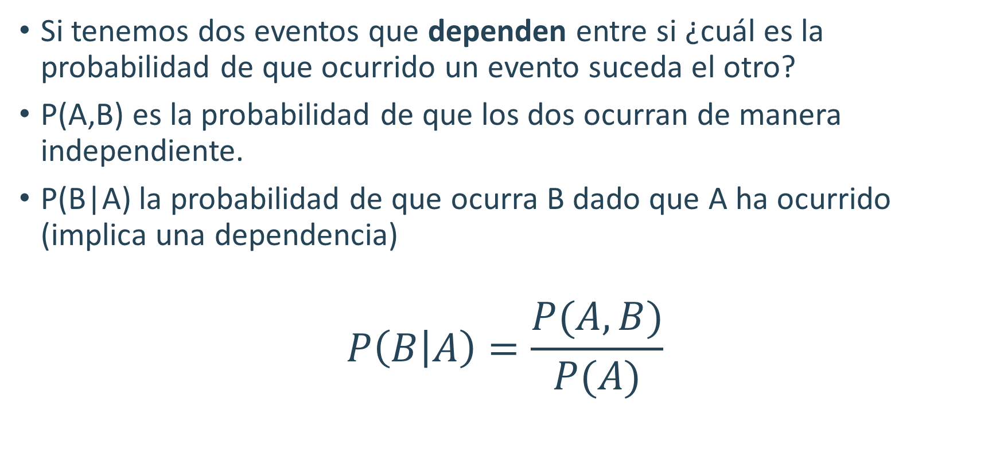 • Si tenemos dos eventos que dependen entre si ¿cuál es la
probabilidad de que ocurrido un evento suceda el otro?
• P(A,B) es la probabilidad de que los dos ocurran de manera
independiente.
• P(B|A) la probabilidad de que ocurra B dado que A ha ocurrido
(implica una dependencia)
P(A,B)
P(B|A) =
P(A)